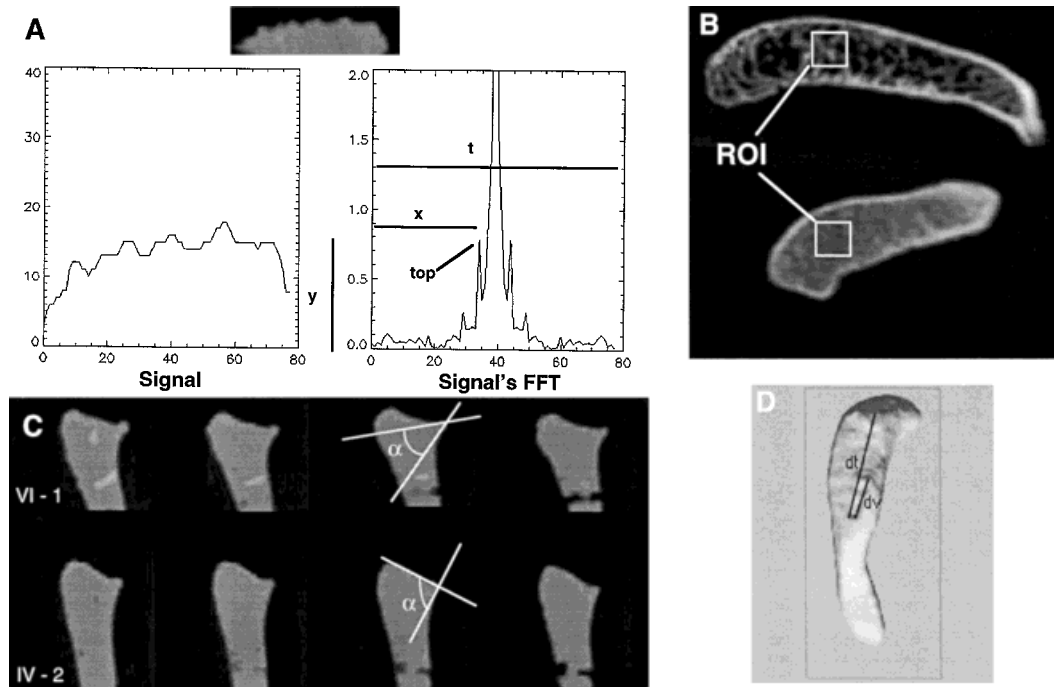 A
40
30
20
10
0
0 20 40 60 80
Signal
y
2.0
1.5
1.0
0.5
0.0
t
x
top
0 20 40 60 80
Signal's FFT
B
ROI
C
α
VI - 1
α
IV - 2
D
dt
dv